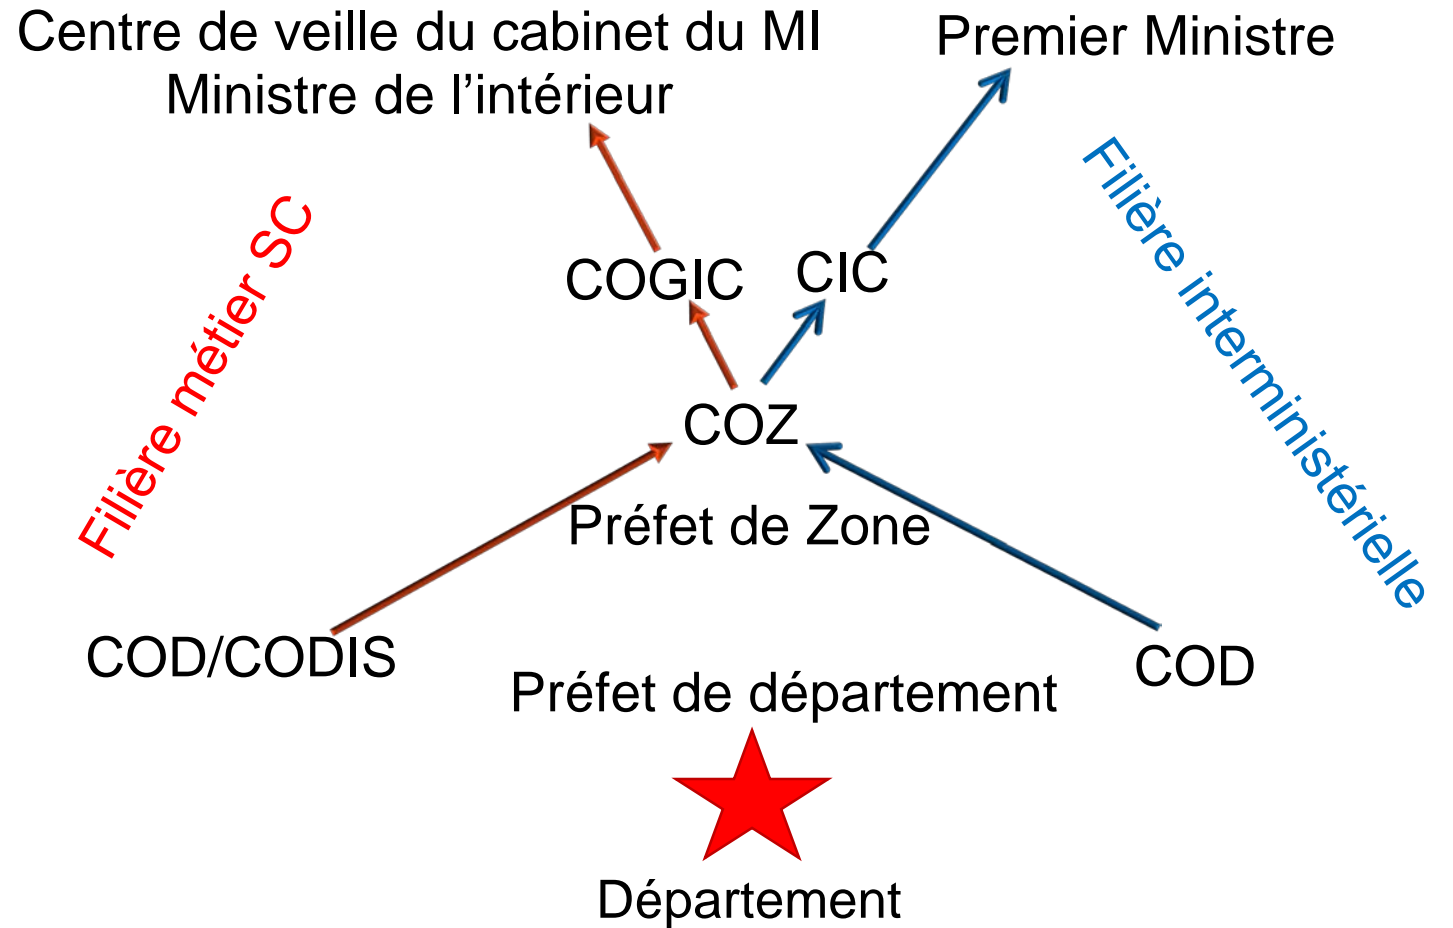 Centre de veille du cabinet du MI
Ministre de l’intérieur
Premier Ministre
Filière métier SC
Filière interministérielle
COGIC
CIC
COZ
Préfet de Zone
COD/CODIS
COD
Préfet de département
Département